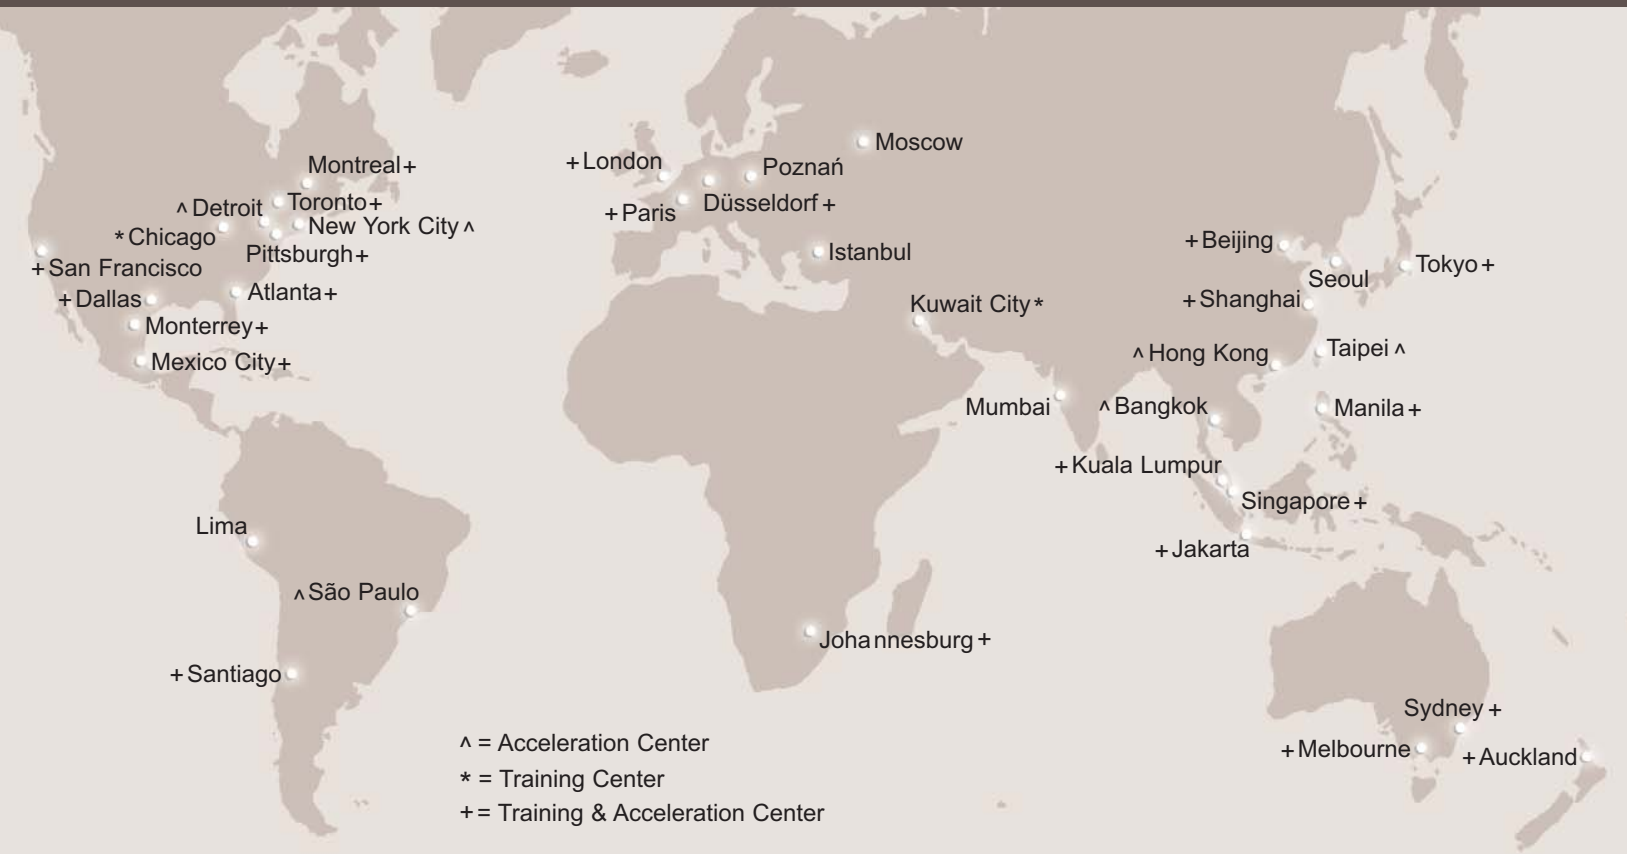 Moscow
+London
Poznań
Montreal+
^Detroit
Toronto+
Düsseldorf+
+Paris
New York City^
*Chicago
Pittsburgh+
Istanbul
+Beijing
Tokyo+
+San Francisco
Seoul
+Dallas
Atlanta+
Kuwait City*
+Shanghai
Monterrey+
Mexico City+
^Hong Kong
Taipei^
Mumbai
^Bangkok
Manila+
+Kuala Lumpur
Singapore+
Lima
+Jakarta
^São Paulo
Johannesburg+
+Santiago
Sydney+
+Melbourne
+Auckland
^ = Acceleration Center
* = Training Center
+= Training & Acceleration Center